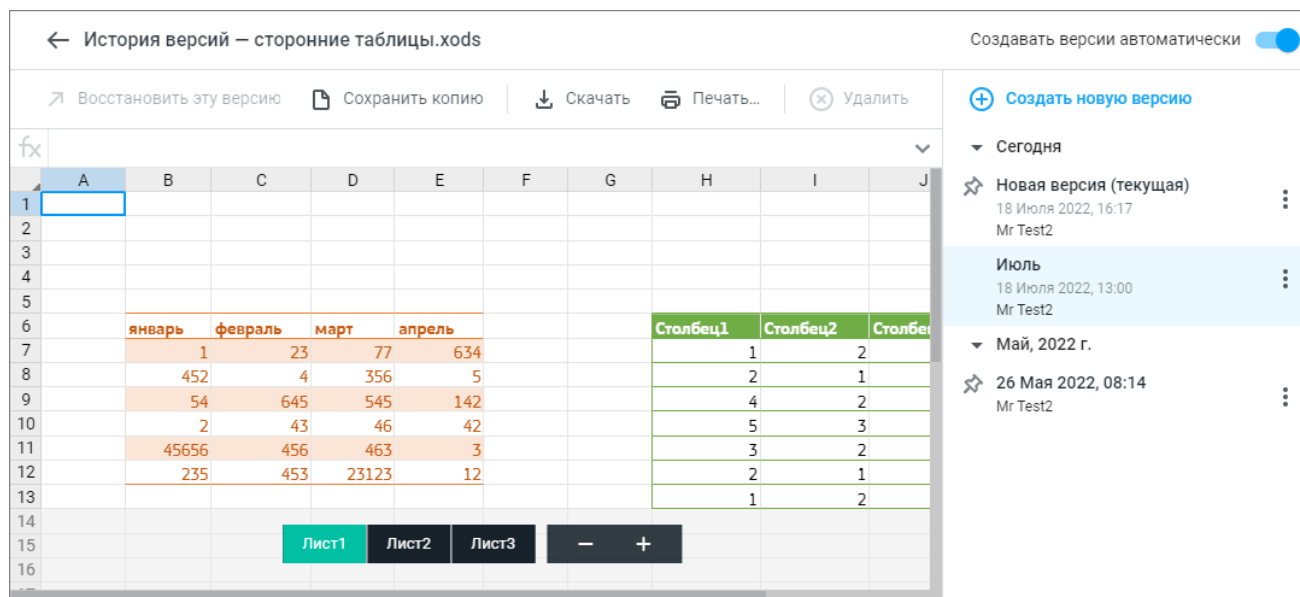 История версий — сторонние таблицы.xods
Создавать версии автоматически
Восстановить эту версию Сохранить копию Скачать Печать... Удалить
fx
A B C D E F G H I J
1
2
3
4
5
6 январь февраль март апрель Столбец1 Столбец2
7 1 23 77 634 1 2
8 452 4 356 5 2 1
9 54 645 545 142 4 2
10 2 43 46 42 5 3
11 45656 456 463 3 3 2
12 235 453 23123 12 2 1
13 1 2
14
15
16
Лист1 Лист2 Лист3 − +
Создать новую версию
Сегодня
Новая версия (текущая)
18 Июля 2022, 16:17
Mr Test2
Июль
18 Июля 2022, 13:00
Mr Test2
Май, 2022 г.
26 Мая 2022, 08:14
Mr Test2